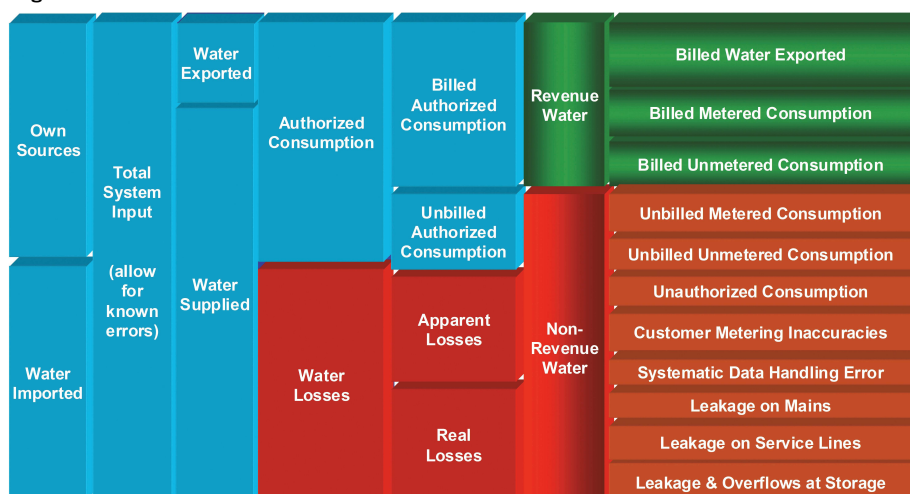 Own
Sources
Water
Imported
Total
System
Input
(allow
for
known
errors)
Water
Exported
Water
Supplied
Authorized
Consumption
Water
Losses
Billed
Authorized
Consumption
Unbilled
Authorized
Consumption
Apparent
Losses
Real
Losses
Revenue
Water
Non-
Revenue
Water
Billed Water Exported
Billed Metered Consumption
Billed Unmetered Consumption
Unbilled Metered Consumption
Unbilled Unmetered Consumption
Unauthorized Consumption
Customer Metering Inaccuracies
Systematic Data Handling Error
Leakage on Mains
Leakage on Service Lines
Leakage & Overflows at Storage